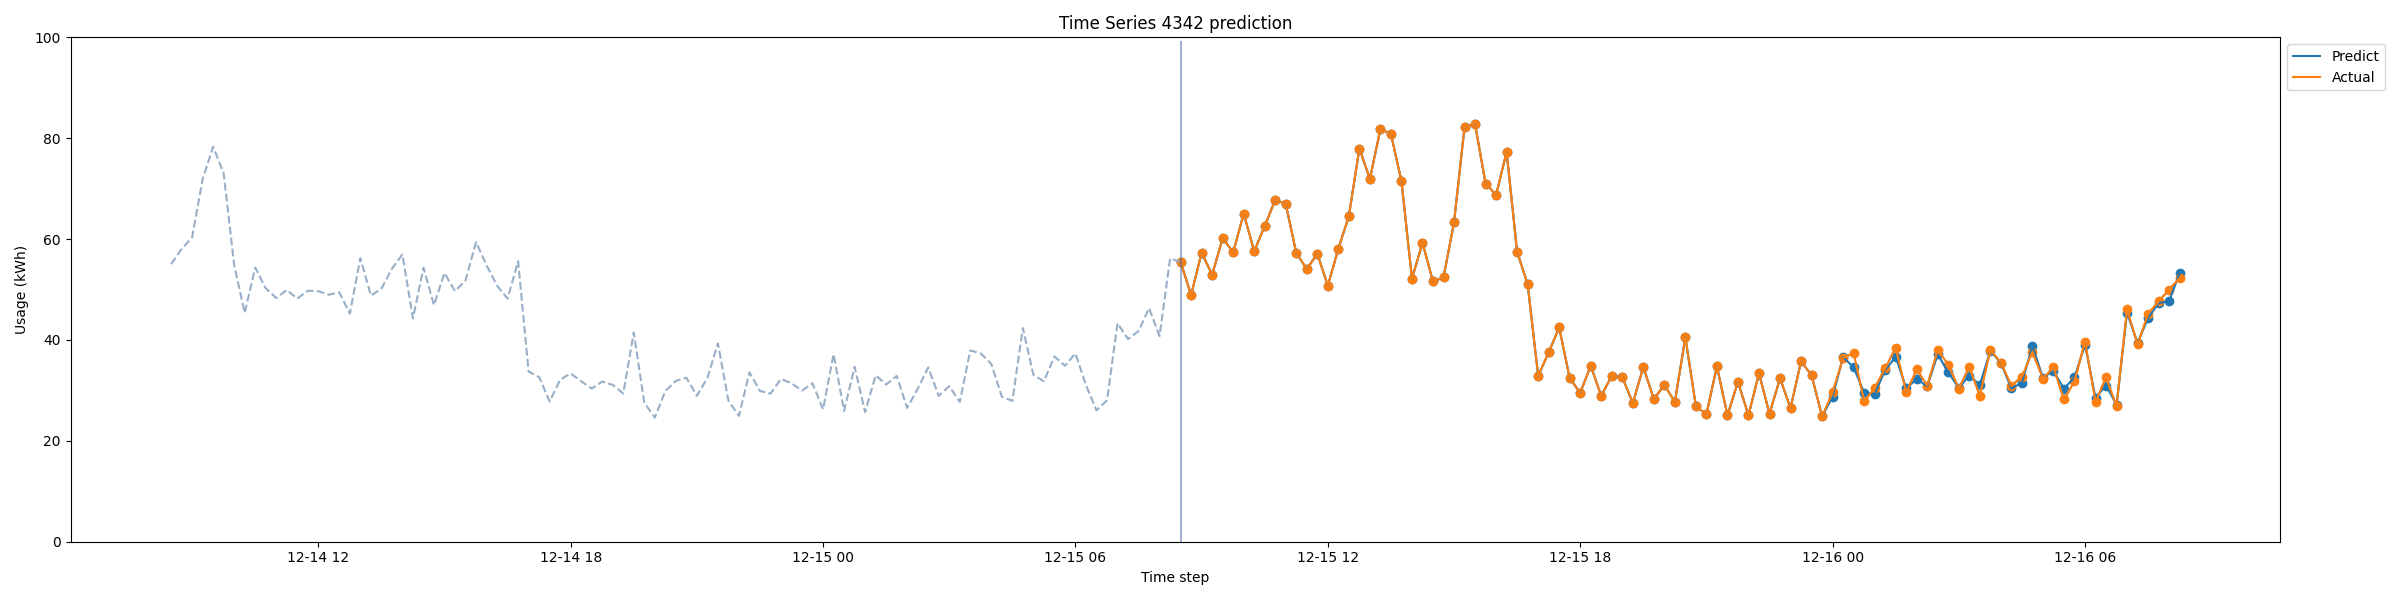 Time Series 4342 prediction
100
80
60
40
20
0
Usage (kWh)
12-14 12
12-14 18
12-15 00
12-15 06
12-15 12
12-15 18
12-16 00
12-16 06
Time step
Predict
Actual